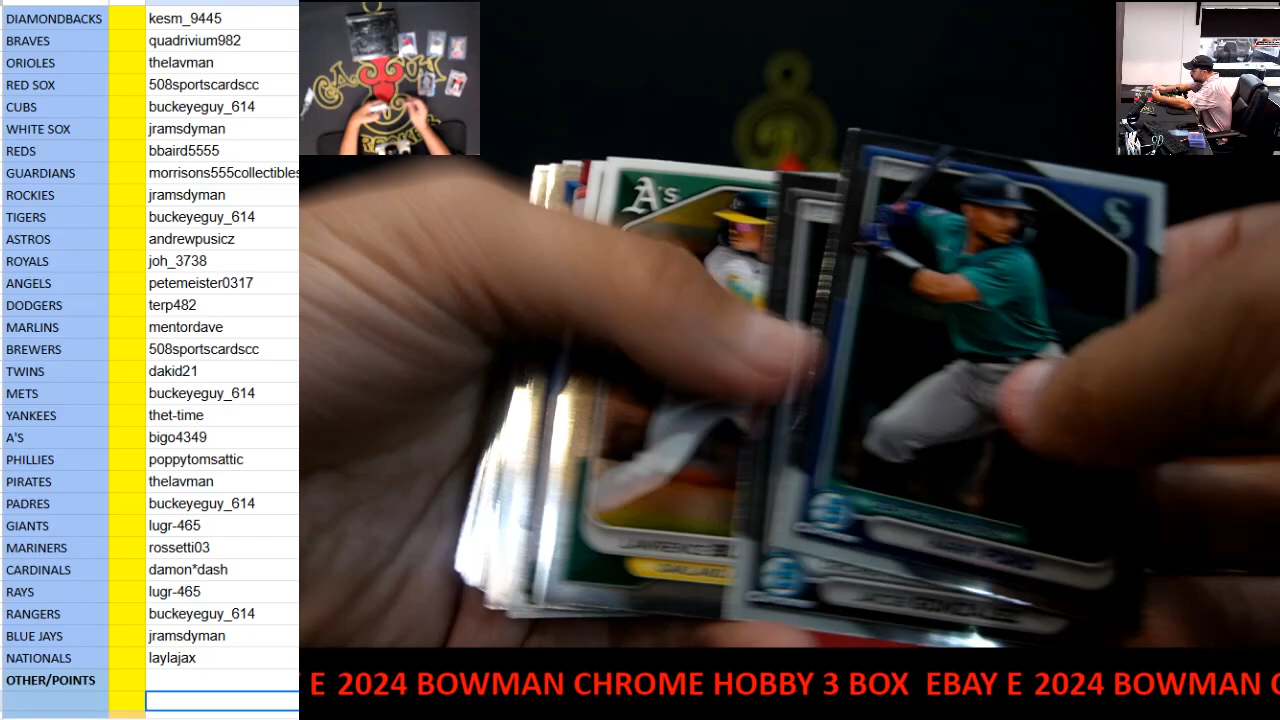 DIAMONDBACKS kesm_9445
BRAVES quadrivium982
ORIOLES thelavman
RED SOX 508sportscardscc
CUBS buckeyeguy_614
WHITE SOX jramsdyman
REDS bbaird5555
GUARDIANS morrisons555collectibles
ROCKIES jramsdyman
TIGERS buckeyeguy_614
ASTROS andrewpusicz
ROYALS joh_3738
ANGELS petemeister0317
DODGERS terp482
MARLINS mentordave
BREWERS 508sportscardscc
TWINS dakid21
METS buckeyeguy_614
YANKEES thet-time
A'S bigo4349
PHILLIES poppytomsattic
PIRATES thelavman
PADRES buckeyeguy_614
GIANTS lugr-465
MARINERS rossetti03
CARDINALS damon*dash
RAYS lugr-465
RANGERS buckeyeguy_614
BLUE JAYS jramsdyman
NATIONALS laylajax
OTHER/POINTS
A's
S
E 2024 BOWMAN CHROME HOBBY 3 BOX EBAY E 2024 BOWMAN C